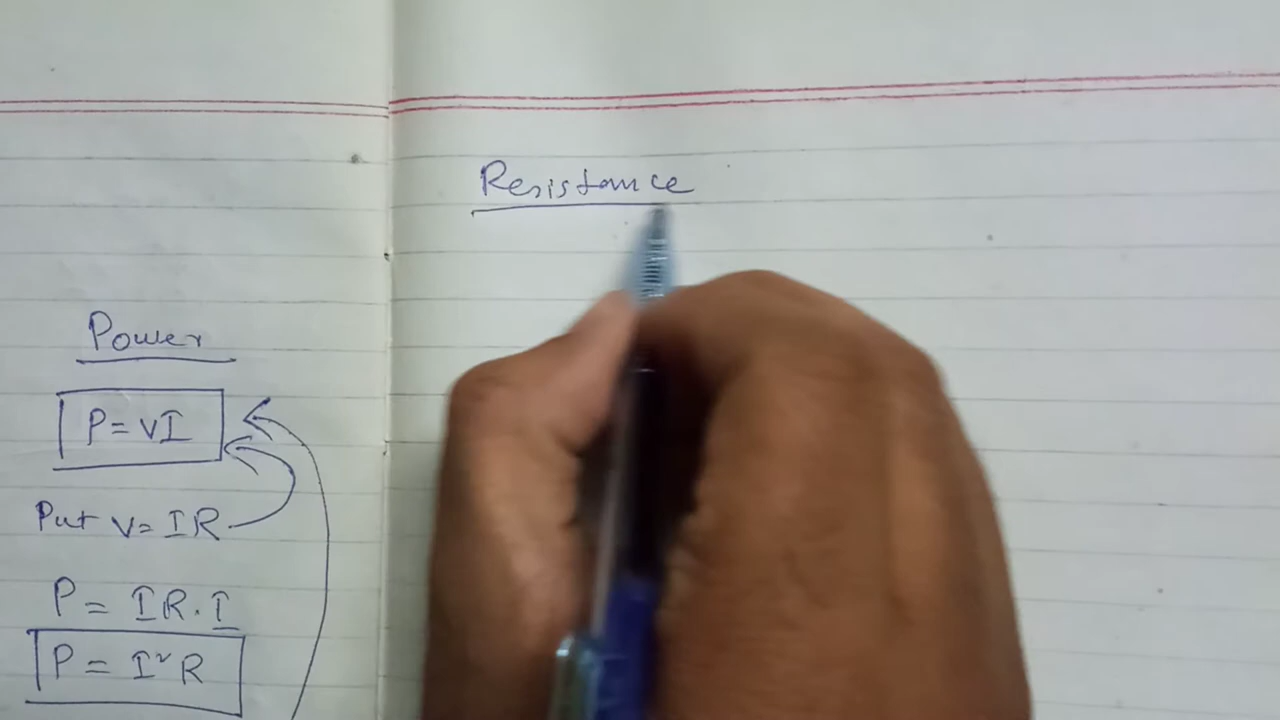 Power
P = VI
Put V = IR
P = IR.I
P = I²R
Resistance